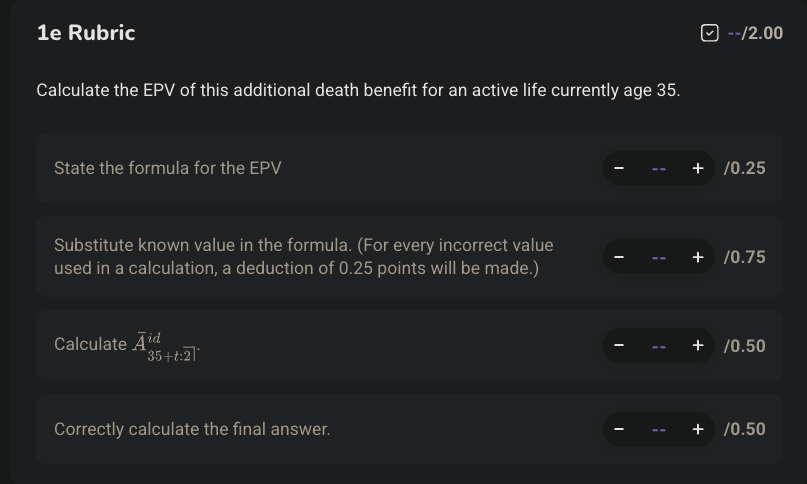 1e Rubric
--/2.00
Calculate the EPV of this additional death benefit for an active life currently age 35.
State the formula for the EPV
− -- + /0.25
Substitute known value in the formula. (For every incorrect value
used in a calculation, a deduction of 0.25 points will be made.)
− -- + /0.75
Calculate $\bar{A}^{id}_{35+t:\overline{2}|}$.
− -- + /0.50
Correctly calculate the final answer.
− -- + /0.50